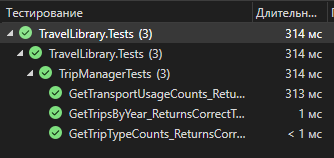 Тестирование Длительн...
TravelLibrary.Tests (3) 314 мс
TravelLibrary.Tests (3) 314 мс
TripManagerTests (3) 314 мс
GetTransportUsageCounts_Retu... 313 мс
GetTripsByYear_ReturnsCorrectT... 1 мс
GetTripTypeCounts_ReturnsCorr... < 1 мс